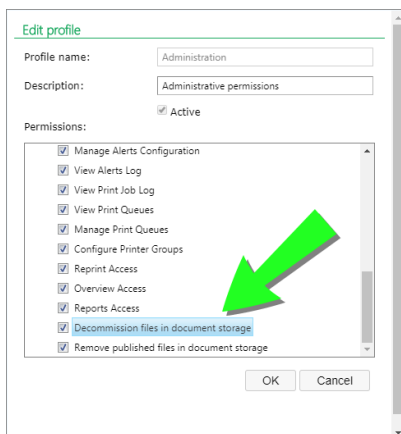 Edit profile
Profile name: Administration
Description: Administrative permissions
Active
Permissions:
Manage Alerts Configuration
View Alerts Log
View Print Job Log
View Print Queues
Manage Print Queues
Configure Printer Groups
Reprint Access
Overview Access
Reports Access
Decommission files in document storage
Remove published files in document storage
OK Cancel